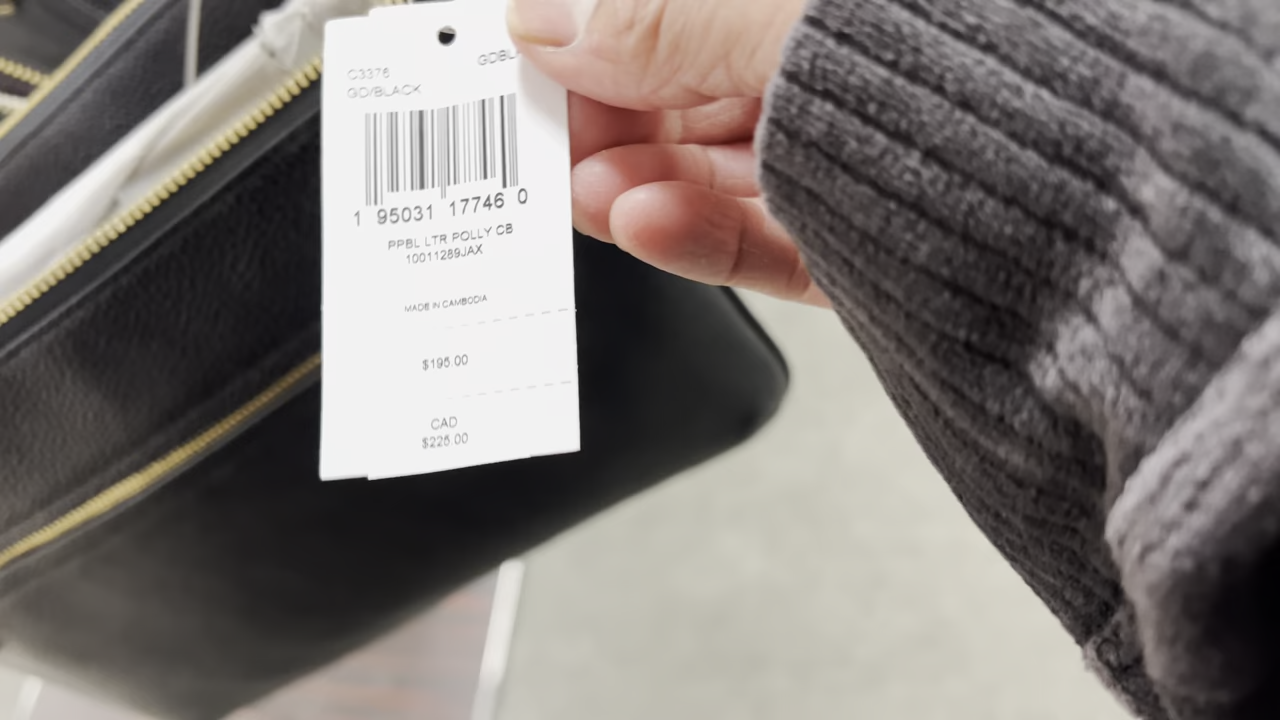 C3376
GD/BLACK
1 95031 17746 0
PPBL LTR POLLY CB
10011289JAX
MADE IN CAMBODIA
$195.00
CAD
$225.00